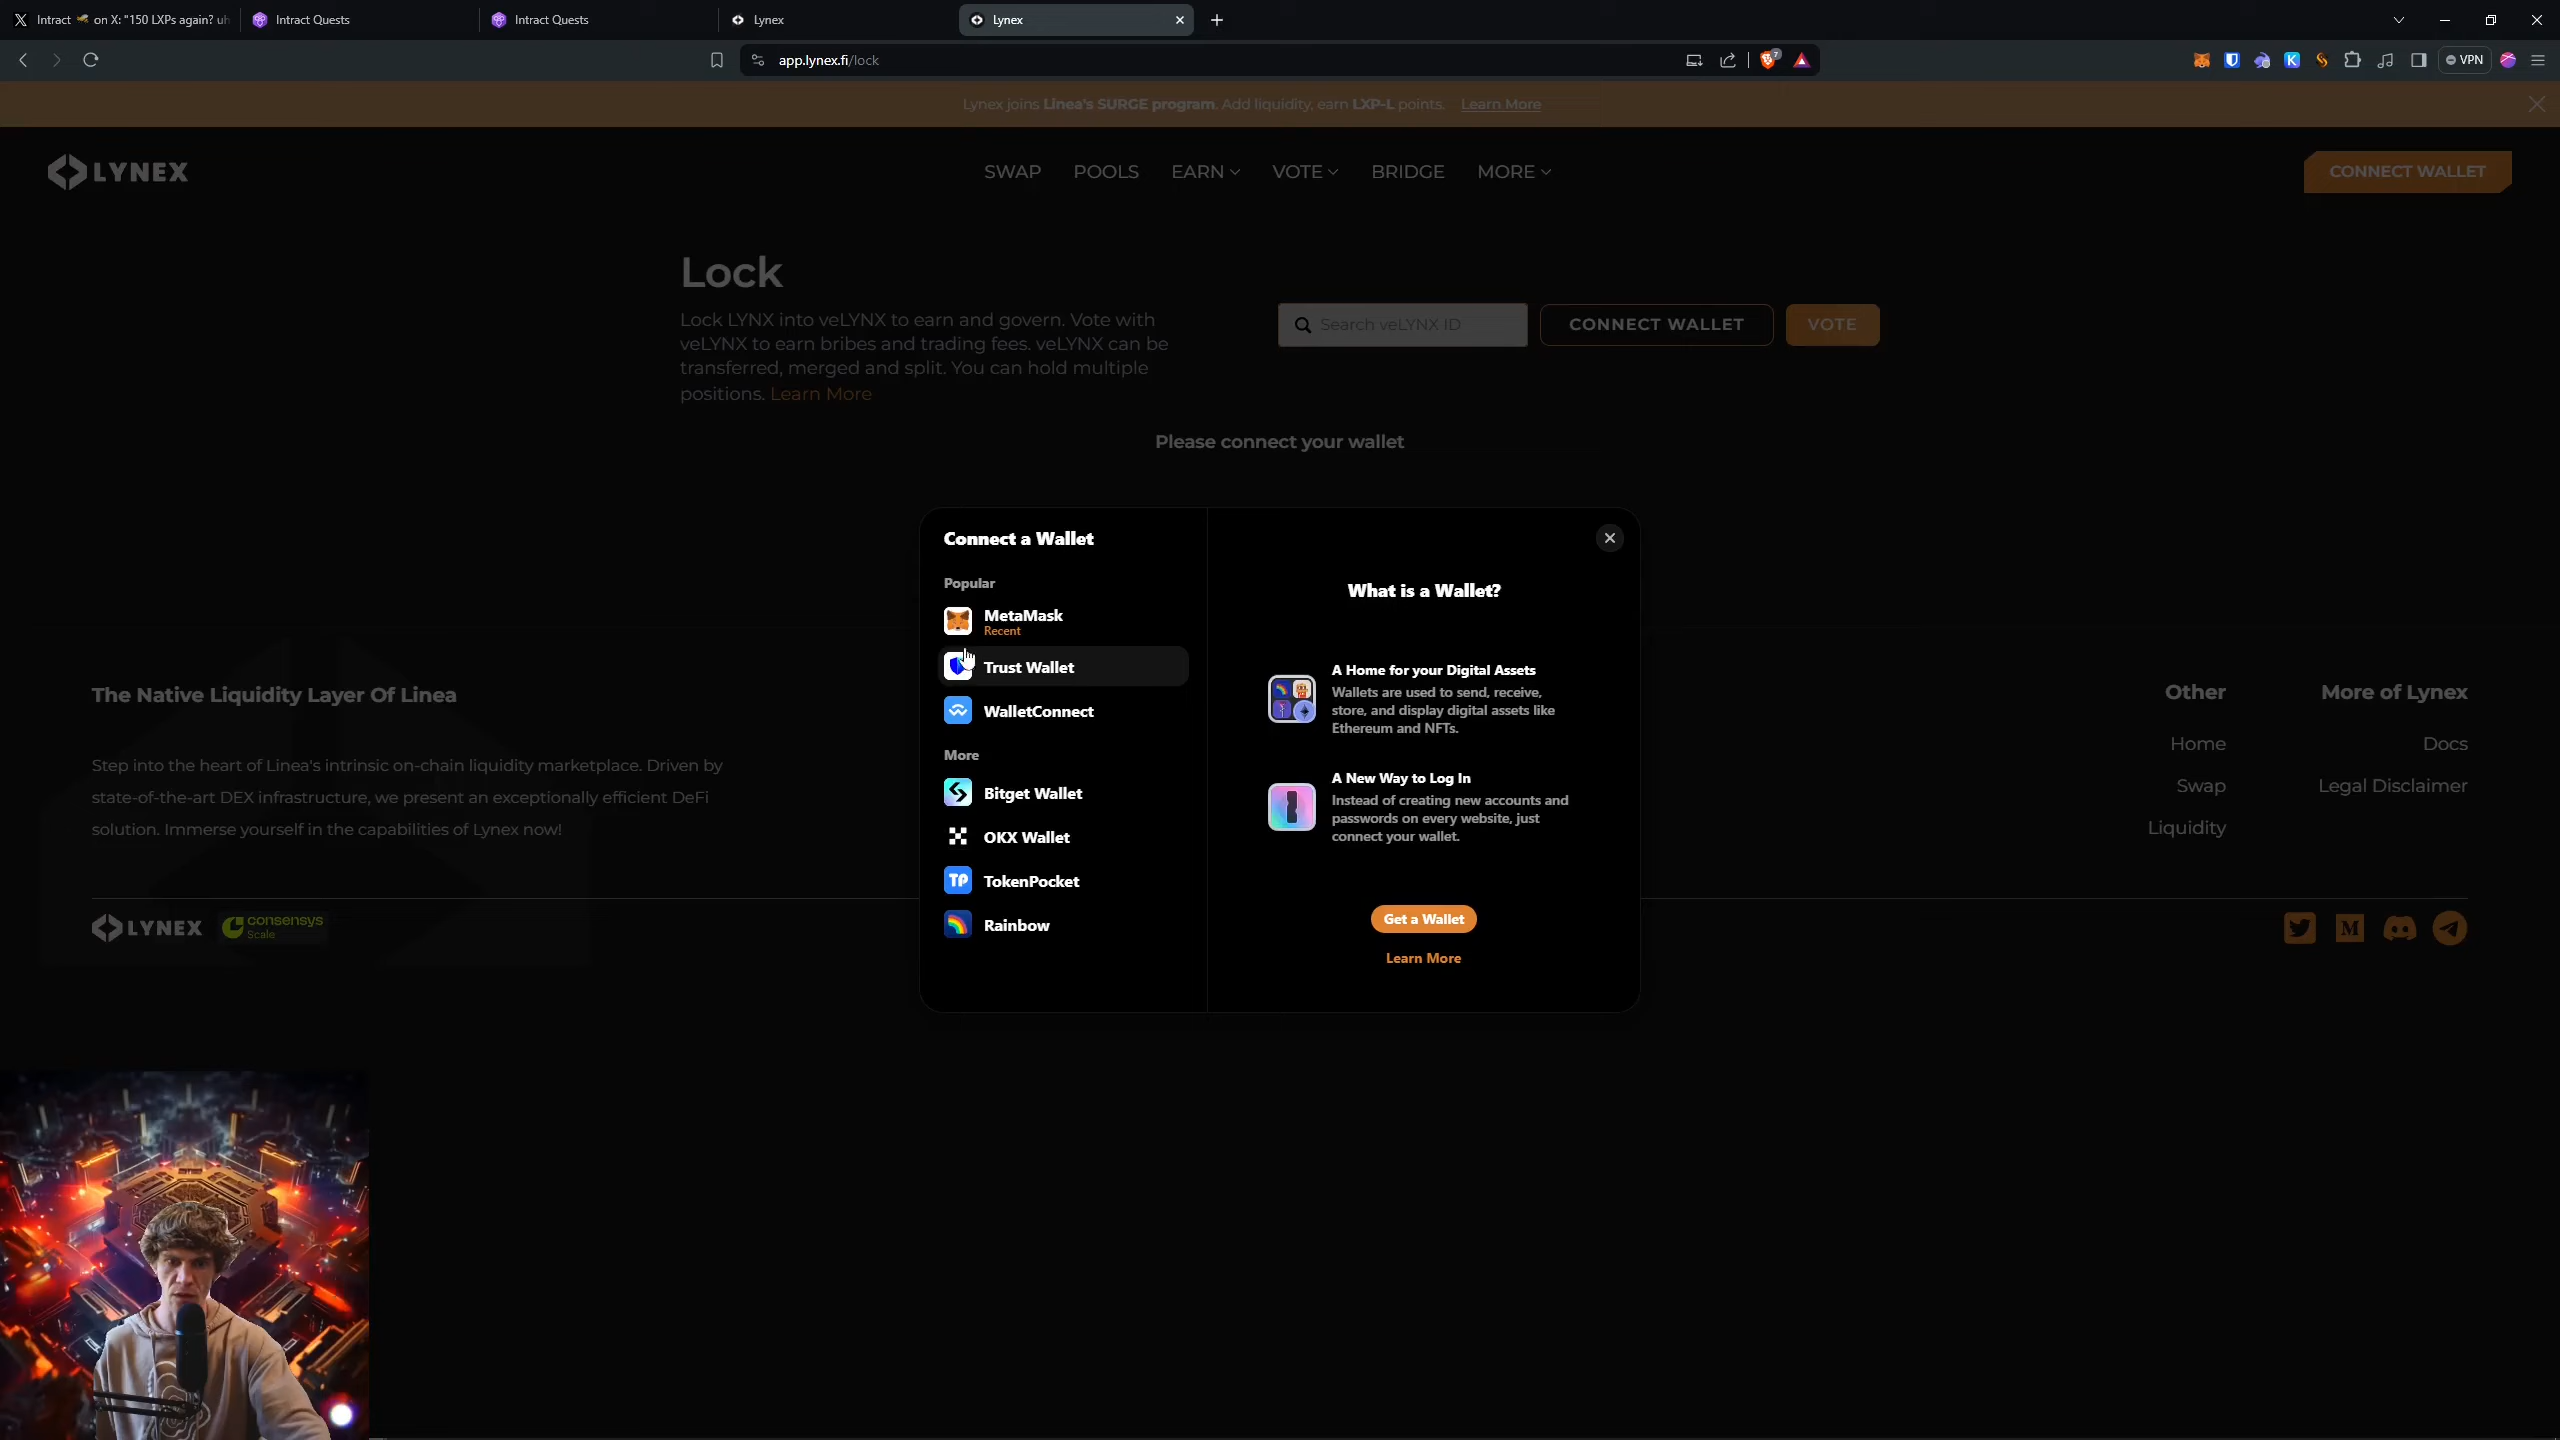 Intract on X: "150 LXPs again? uh
Intract Quests
Intract Quests
Lynex
Lynex
app.lynex.fi/lock
7
VPN
Lynex joins Linea's SURGE program. Add liquidity, earn LXP-L points. Learn More
LYNEX
SWAP
POOLS
EARN
VOTE
BRIDGE
MORE
CONNECT WALLET
Lock
Lock LYNX into veLYNX to earn and govern. Vote with
veLYNX to earn bribes and trading fees. veLYNX can be
transferred, merged and split. You can hold multiple
positions. Learn More
Search veLYNX ID
CONNECT WALLET
VOTE
Please connect your wallet
Connect a Wallet
Popular
MetaMask
Recent
Trust Wallet
WalletConnect
More
Bitget Wallet
OKX Wallet
TP
TokenPocket
Rainbow
What is a Wallet?
A Home for your Digital Assets
Wallets are used to send, receive,
store, and display digital assets like
Ethereum and NFTs.
A New Way to Log In
Instead of creating new accounts and
passwords on every website, just
connect your wallet.
Get a Wallet
Learn More
The Native Liquidity Layer Of Linea
Step into the heart of Linea's intrinsic on-chain liquidity marketplace. Driven by
state-of-the-art DEX infrastructure, we present an exceptionally efficient DeFi
solution. Immerse yourself in the capabilities of Lynex now!
Other
Home
Swap
Liquidity
More of Lynex
Docs
Legal Disclaimer
LYNEX
consensys
Scale
M